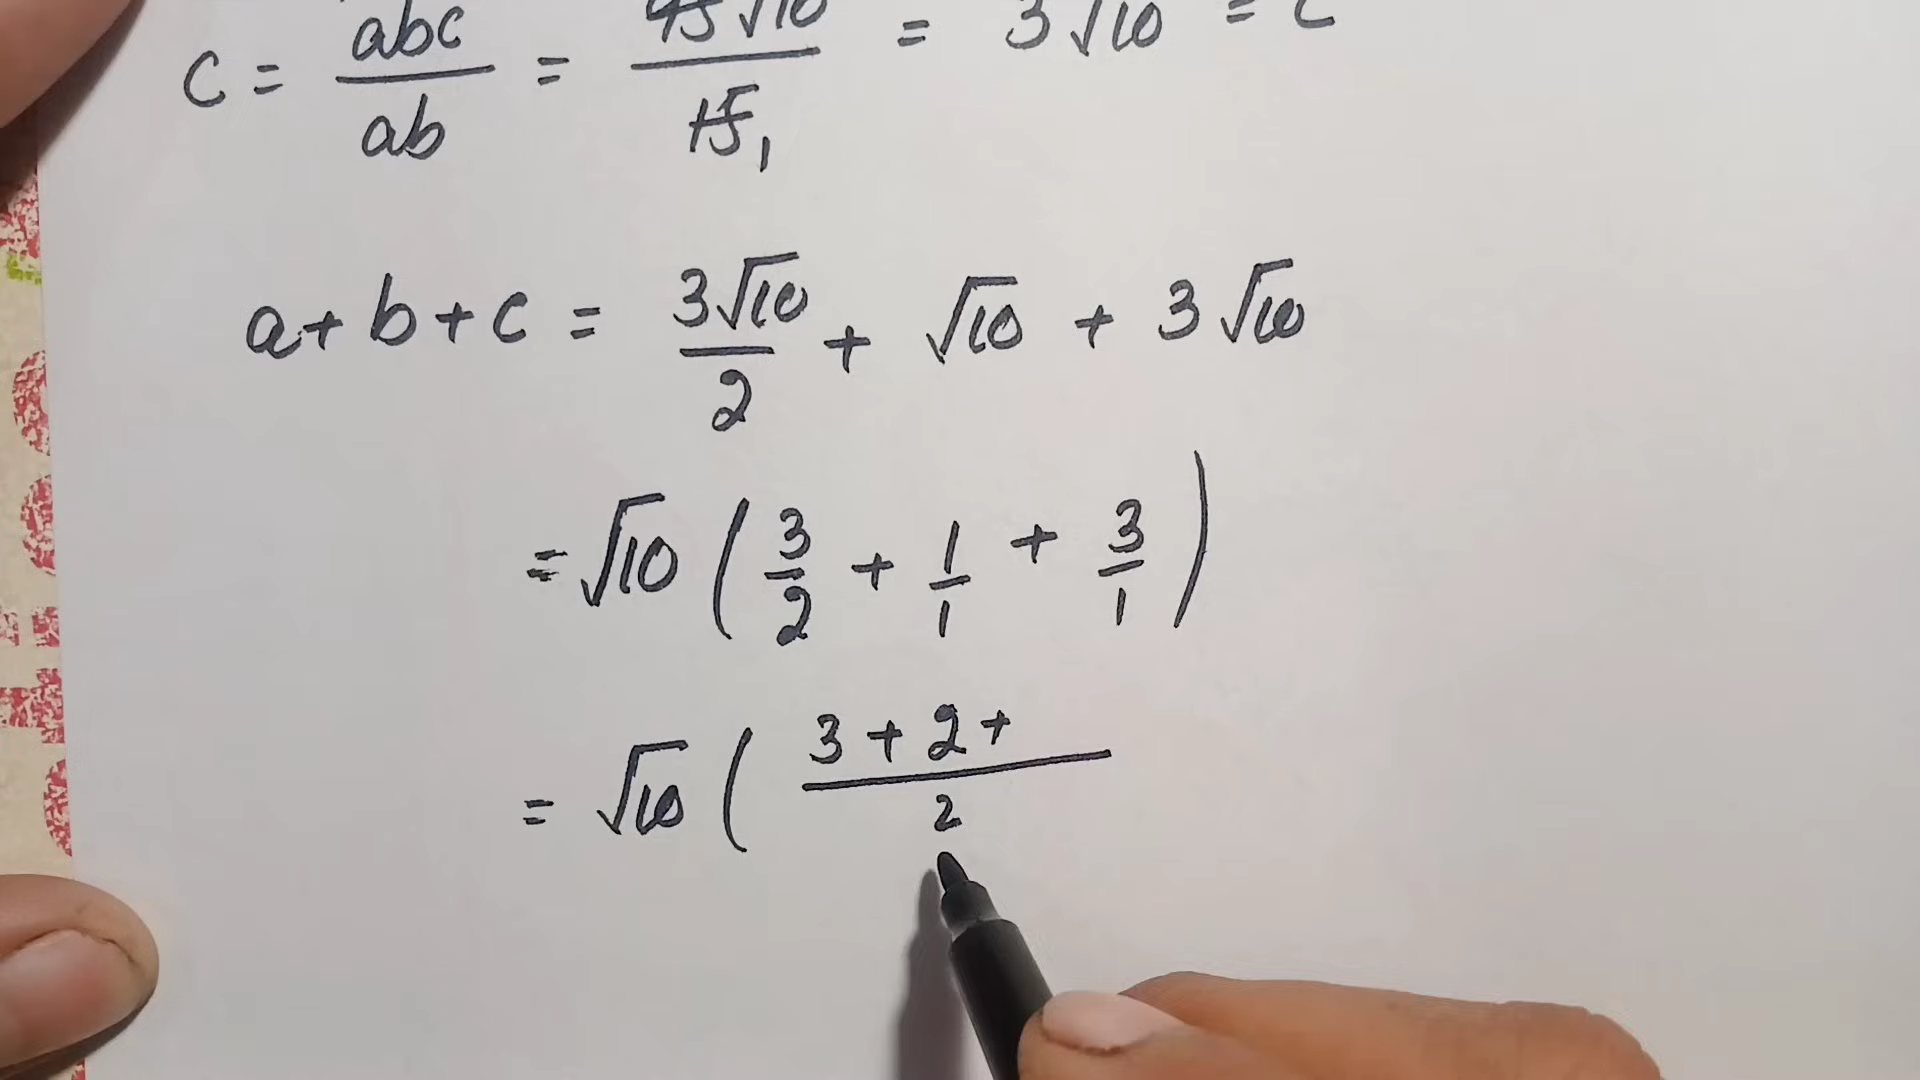 c = abc/ab = 45√10/15₁ = 3√10 = c
a + b + c = 3√10/2 + √10 + 3√10
= √10 ( 3/2 + 1/1 + 3/1 )
= √10 ( 3 + 2 + / 2